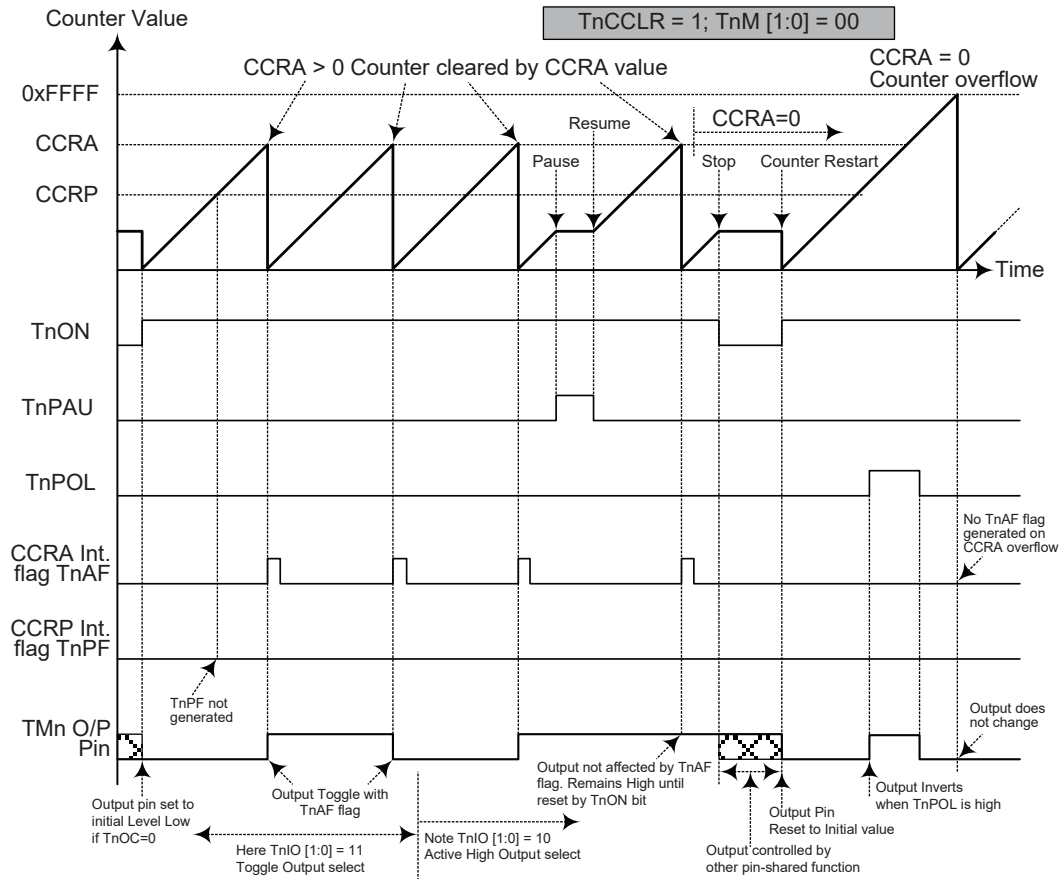 Counter Value
TnCCLR = 1; TnM [1:0] = 00
CCRA > 0 Counter cleared by CCRA value
CCRA = 0
Counter overflow
0xFFFF
CCRA
CCRP
Resume
CCRA=0
Pause
Stop
Counter Restart
Time
TnON
TnPAU
TnPOL
No TnAF flag
generated on
CCRA overflow
CCRA Int.
flag TnAF
CCRP Int.
flag TnPF
TnPF not
generated
TMn O/P
Pin
Output does
not change
Output pin set to
initial Level Low
if TnOC=0
Output Toggle with
TnAF flag
Here TnIO [1:0] = 11
Toggle Output select
Note TnIO [1:0] = 10
Active High Output select
Output not affected by TnAF
flag. Remains High until
reset by TnON bit
Output controlled by
other pin-shared function
Output Pin
Reset to Initial value
Output Inverts
when TnPOL is high